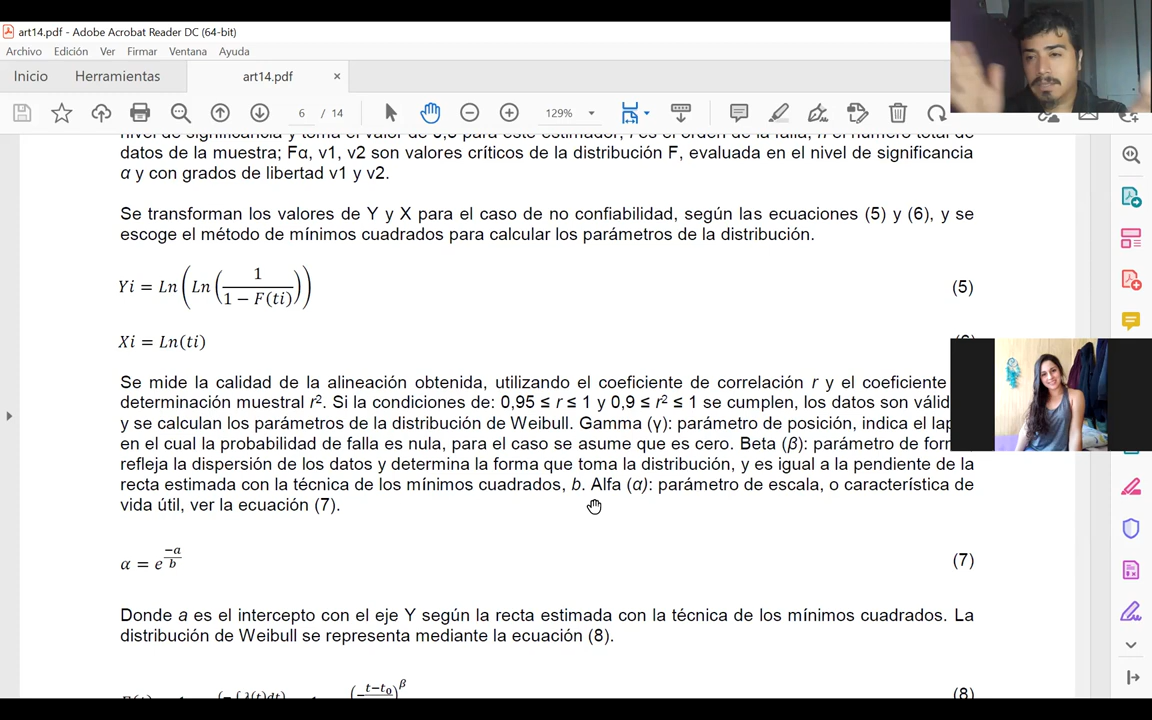 art14.pdf - Adobe Acrobat Reader DC (64-bit)
Archivo Edición Ver Firmar Ventana Ayuda
Inicio Herramientas art14.pdf ×
6 / 14 129%
datos de la muestra; Fα, v1, v2 son valores críticos de la distribución F, evaluada en el nivel de significancia
α y con grados de libertad v1 y v2.
Se transforman los valores de Y y X para el caso de no confiabilidad, según las ecuaciones (5) y (6), y se
escoge el método de mínimos cuadrados para calcular los parámetros de la distribución.
Yi = Ln(Ln(1/(1 − F(ti)))) (5)
Xi = Ln(ti)
Se mide la calidad de la alineación obtenida, utilizando el coeficiente de correlación r y el coeficiente
determinación muestral r². Si la condiciones de: 0,95 ≤ r ≤ 1 y 0,9 ≤ r² ≤ 1 se cumplen, los datos son válid
y se calculan los parámetros de la distribución de Weibull. Gamma (γ): parámetro de posición, indica el lap
en el cual la probabilidad de falla es nula, para el caso se asume que es cero. Beta (β): parámetro de form
refleja la dispersión de los datos y determina la forma que toma la distribución, y es igual a la pendiente de la
recta estimada con la técnica de los mínimos cuadrados, b. Alfa (α): parámetro de escala, o característica de
vida útil, ver la ecuación (7).
α = e^(−a/b) (7)
Donde a es el intercepto con el eje Y según la recta estimada con la técnica de los mínimos cuadrados. La
distribución de Weibull se representa mediante la ecuación (8).
(8)